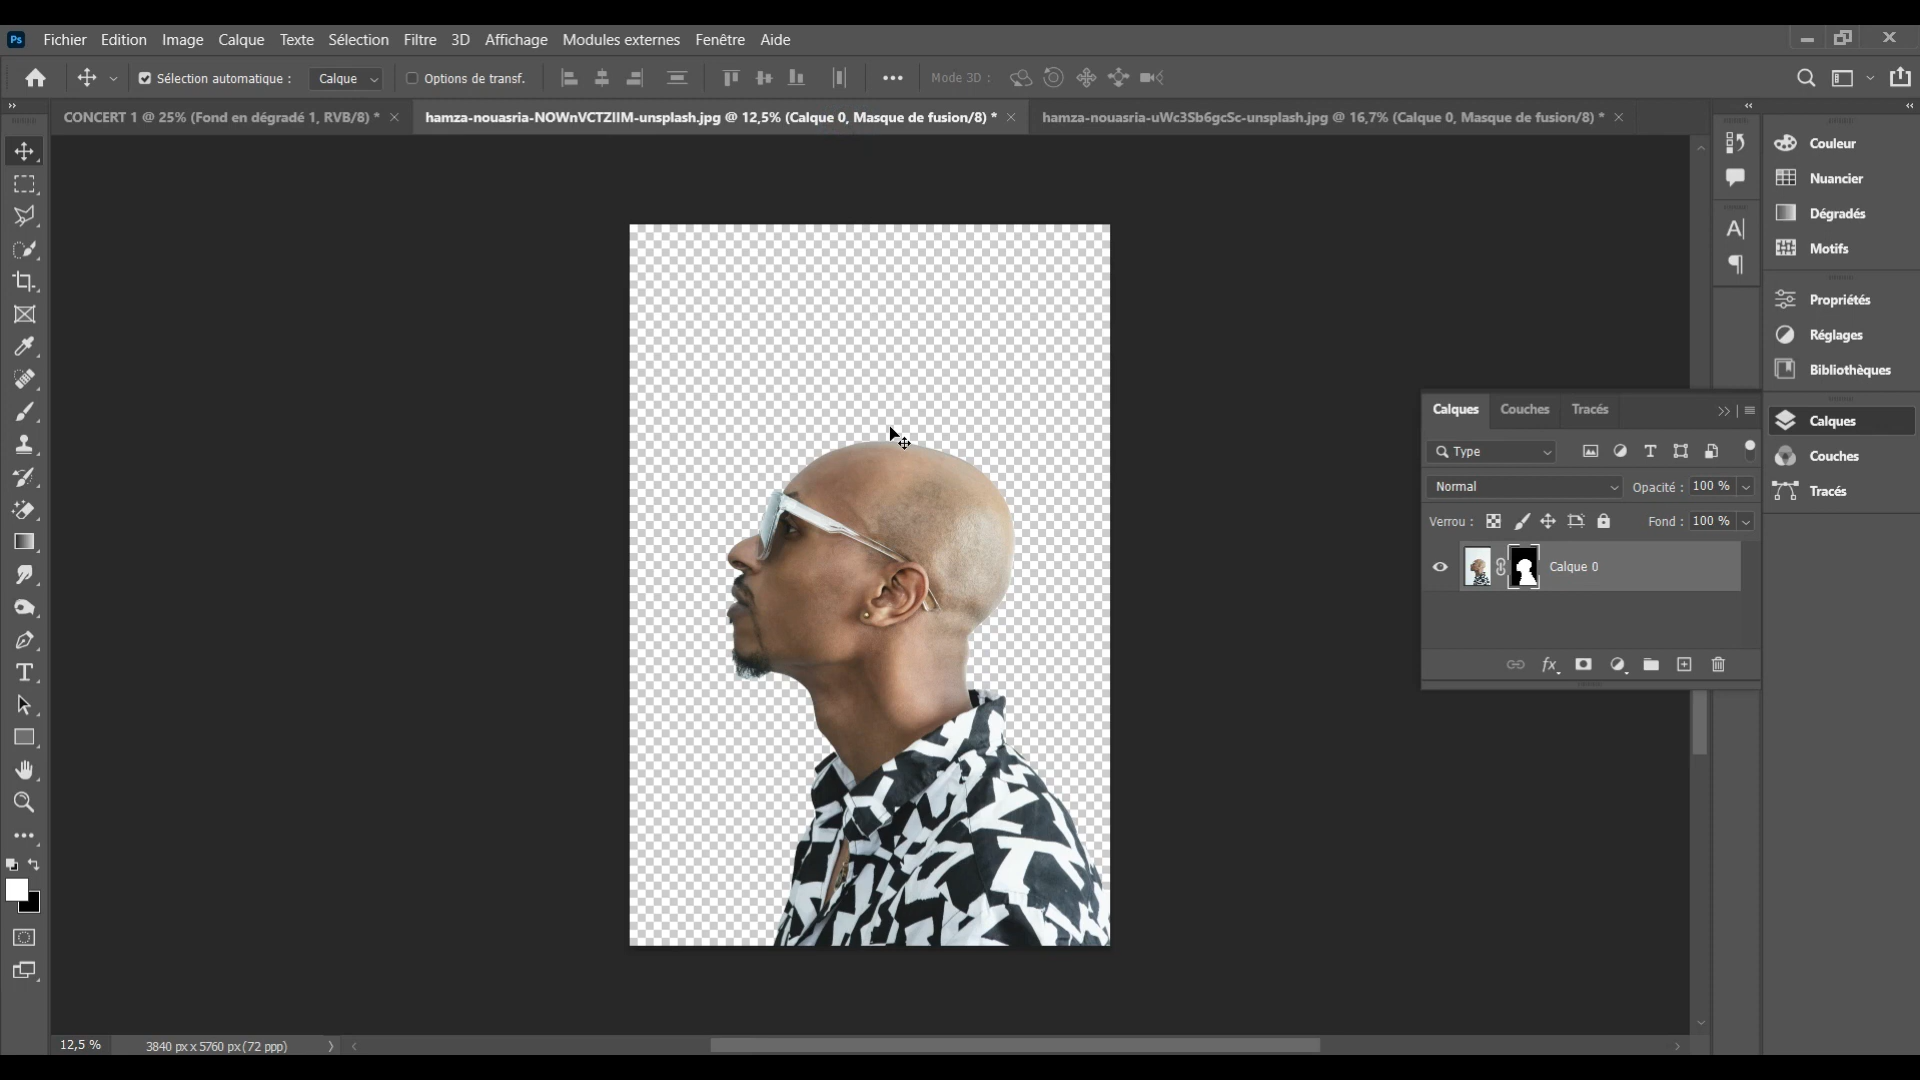 Ps Fichier Edition Image Calque Texte Sélection Filtre 3D Affichage Modules externes Fenêtre Aide
Sélection automatique : Calque Options de transf. Mode 3D :
CONCERT 1 @ 25% (Fond en dégradé 1, RVB/8) * hamza-nouasria-NOWnVCTZIIM-unsplash.jpg @ 12,5% (Calque 0, Masque de fusion/8) * hamza-nouasria-uWc3Sb6gcSc-unsplash.jpg @ 16,7% (Calque 0, Masque de fusion/8) *
Couleur
Nuancier
Dégradés
Motifs
Propriétés
Réglages
Bibliothèques
Calques
Couches
Tracés
Calques Couches Tracés
Type
Normal Opacité : 100 %
Verrou : Fond : 100 %
Calque 0
fx
12,5 % 3840 px x 5760 px (72 ppp)